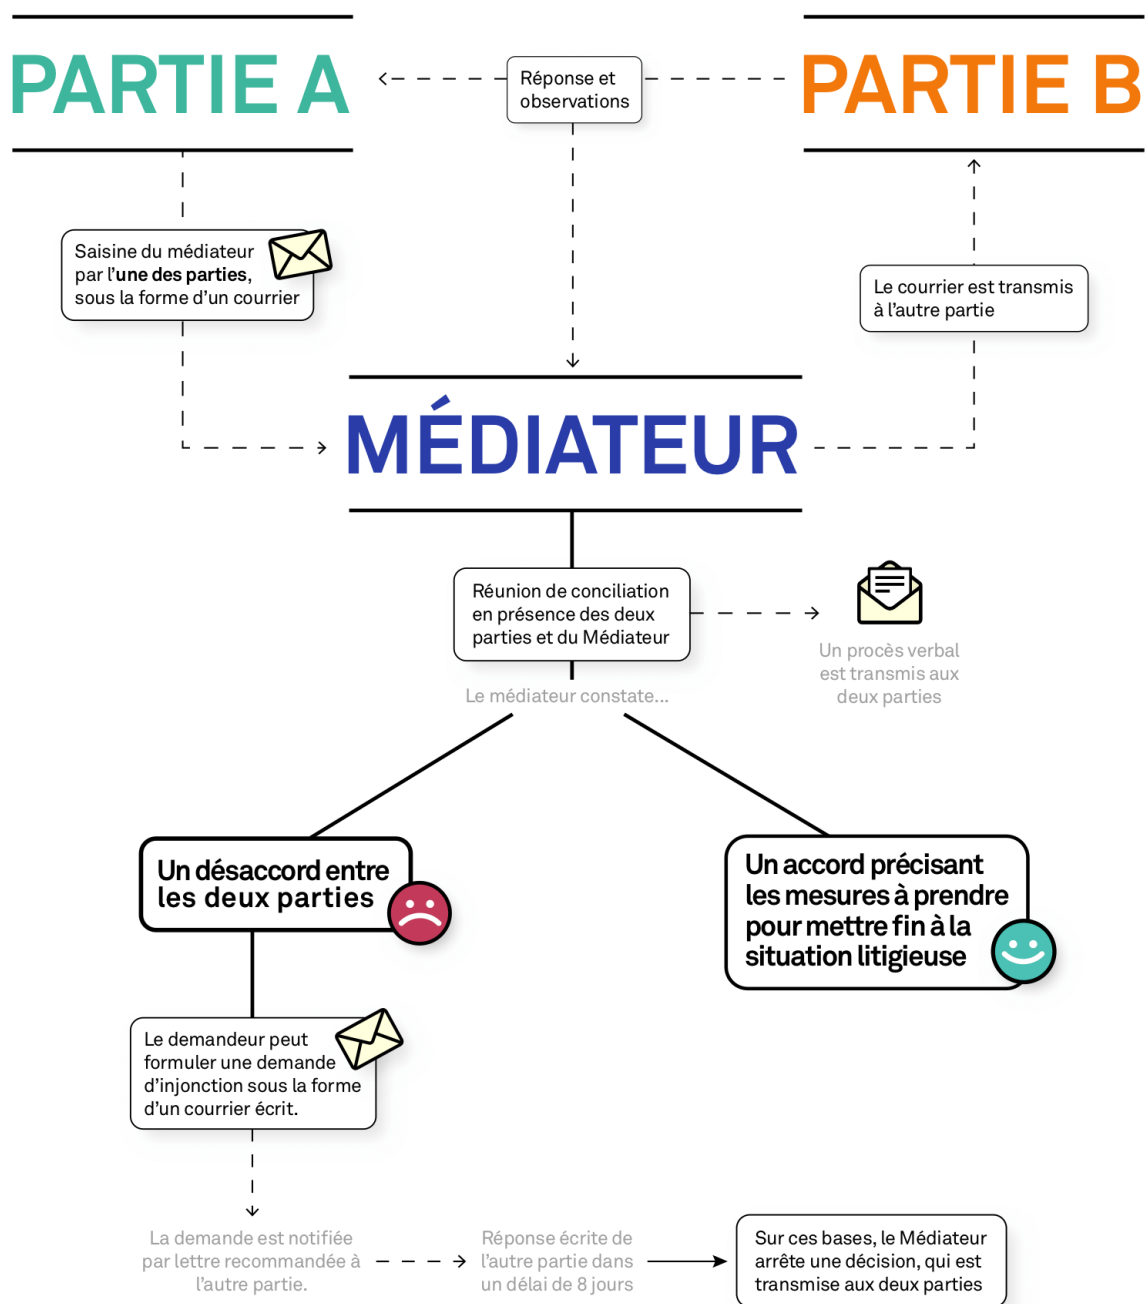 PARTIE A
Réponse et
observations
PARTIE B
Saisine du médiateur
par l'une des parties,
sous la forme d'un courrier
Le courrier est transmis
à l'autre partie
MÉDIATEUR
Réunion de conciliation
en présence des deux
parties et du Médiateur
Un procès verbal
est transmis aux
deux parties
Le médiateur constate...
Un désaccord entre
les deux parties
Un accord précisant
les mesures à prendre
pour mettre fin à la
situation litigieuse
Le demandeur peut
formuler une demande
d'injonction sous la forme
d'un courrier écrit.
La demande est notifiée
par lettre recommandée à
l'autre partie.
Réponse écrite de
l'autre partie dans
un délai de 8 jours
Sur ces bases, le Médiateur
arrête une décision, qui est
transmise aux deux parties